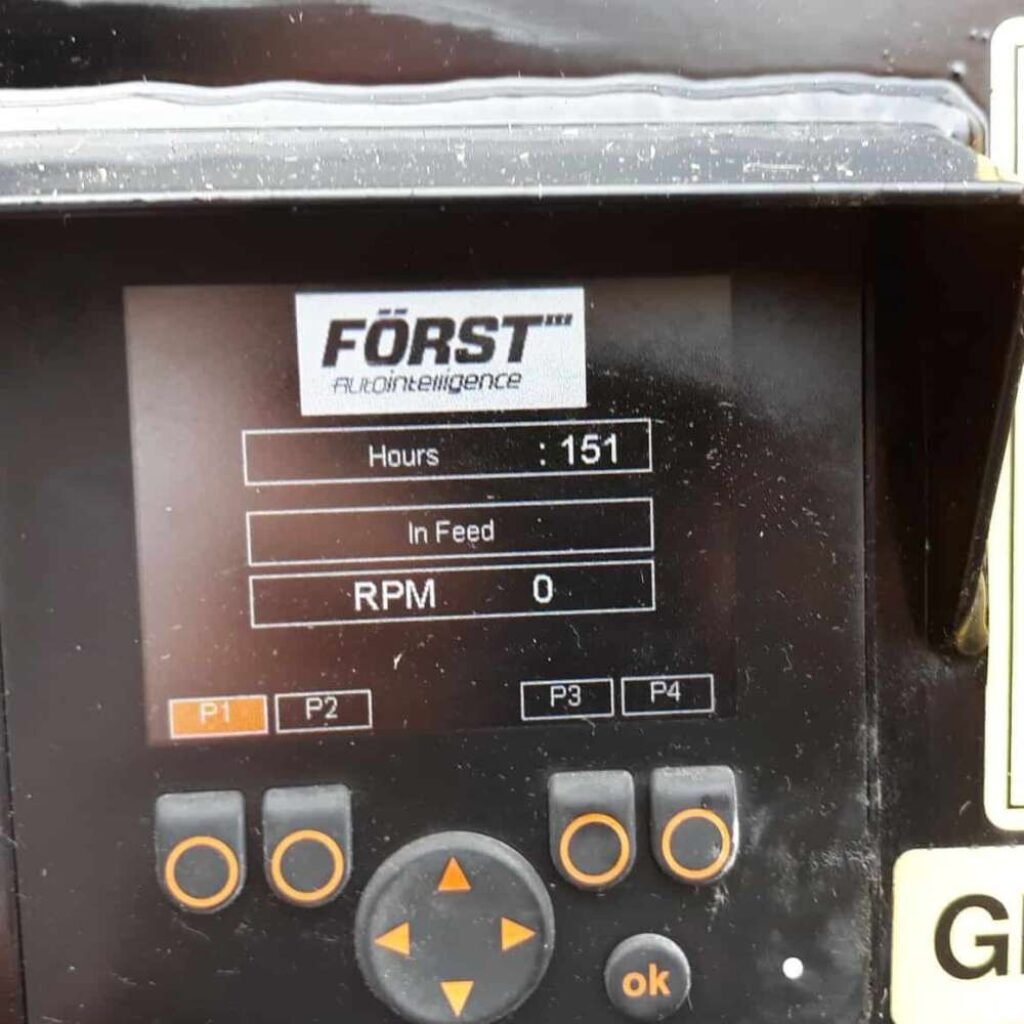 FÖRST
AUtointelligence
Hours : 151
In Feed
RPM 0
P1 P2 P3 P4
ok